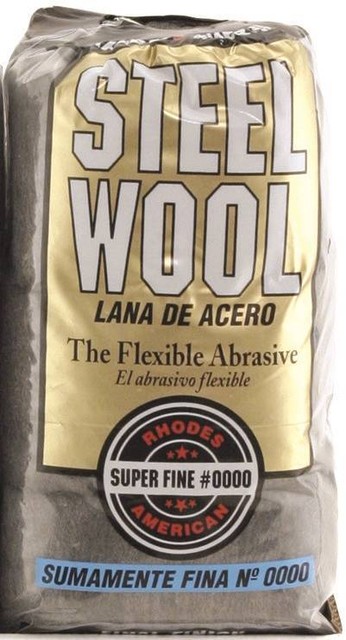 STEEL
WOOL
LANA DE ACERO
The Flexible Abrasive
El abrasivo flexible
RHODES
SUPER FINE #0000
AMERICAN
SUMAMENTE FINA Nº 0000